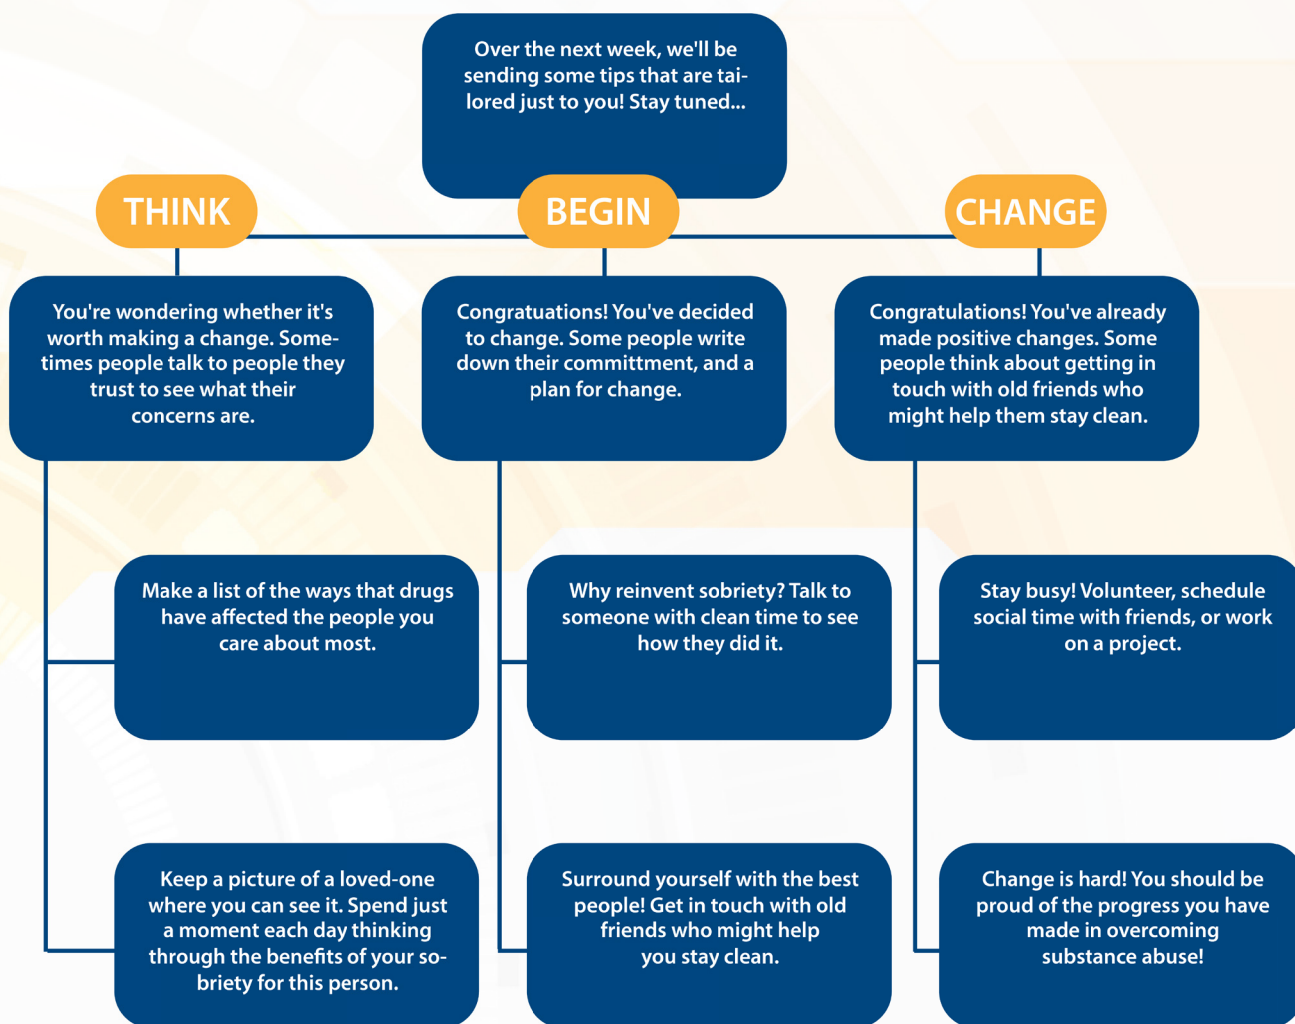 Over the next week, we'll be
sending some tips that are tai-
lored just to you! Stay tuned...
THINK
BEGIN
CHANGE
You're wondering whether it's
worth making a change. Some-
times people talk to people they
trust to see what their
concerns are.
Congratuations! You've decided
to change. Some people write
down their committment, and a
plan for change.
Congratulations! You've already
made positive changes. Some
people think about getting in
touch with old friends who
might help them stay clean.
Make a list of the ways that drugs
have affected the people you
care about most.
Why reinvent sobriety? Talk to
someone with clean time to see
how they did it.
Stay busy! Volunteer, schedule
social time with friends, or work
on a project.
Keep a picture of a loved-one
where you can see it. Spend just
a moment each day thinking
through the benefits of your so-
briety for this person.
Surround yourself with the best
people! Get in touch with old
friends who might help
you stay clean.
Change is hard! You should be
proud of the progress you have
made in overcoming
substance abuse!